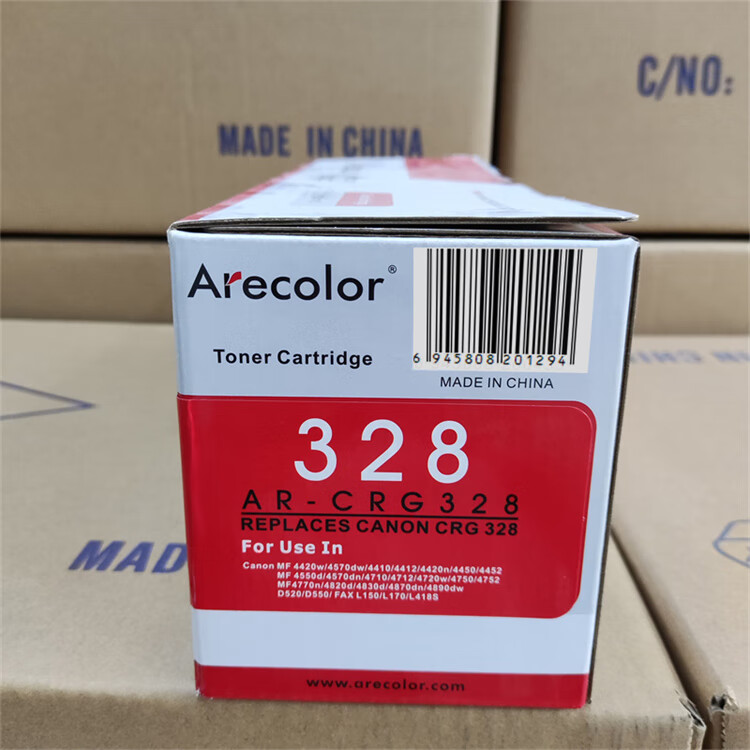 C/NO:
MADE IN CHINA
Arecolor®
6 945808 201294
Toner Cartridge
MADE IN CHINA
328
AR-CRG328
REPLACES CANON CRG 328
For Use In
Canon MF 4420w/4570dw/4410/4412/4420n/4450/4452
MF 4550d/4570dn/4710/4712/4720w/4750/4752
MF4770n/4820d/4830d/4870dn/4890dw
D520/D550/ FAX L150/L170/L418S
www.arecolor.com
MAD